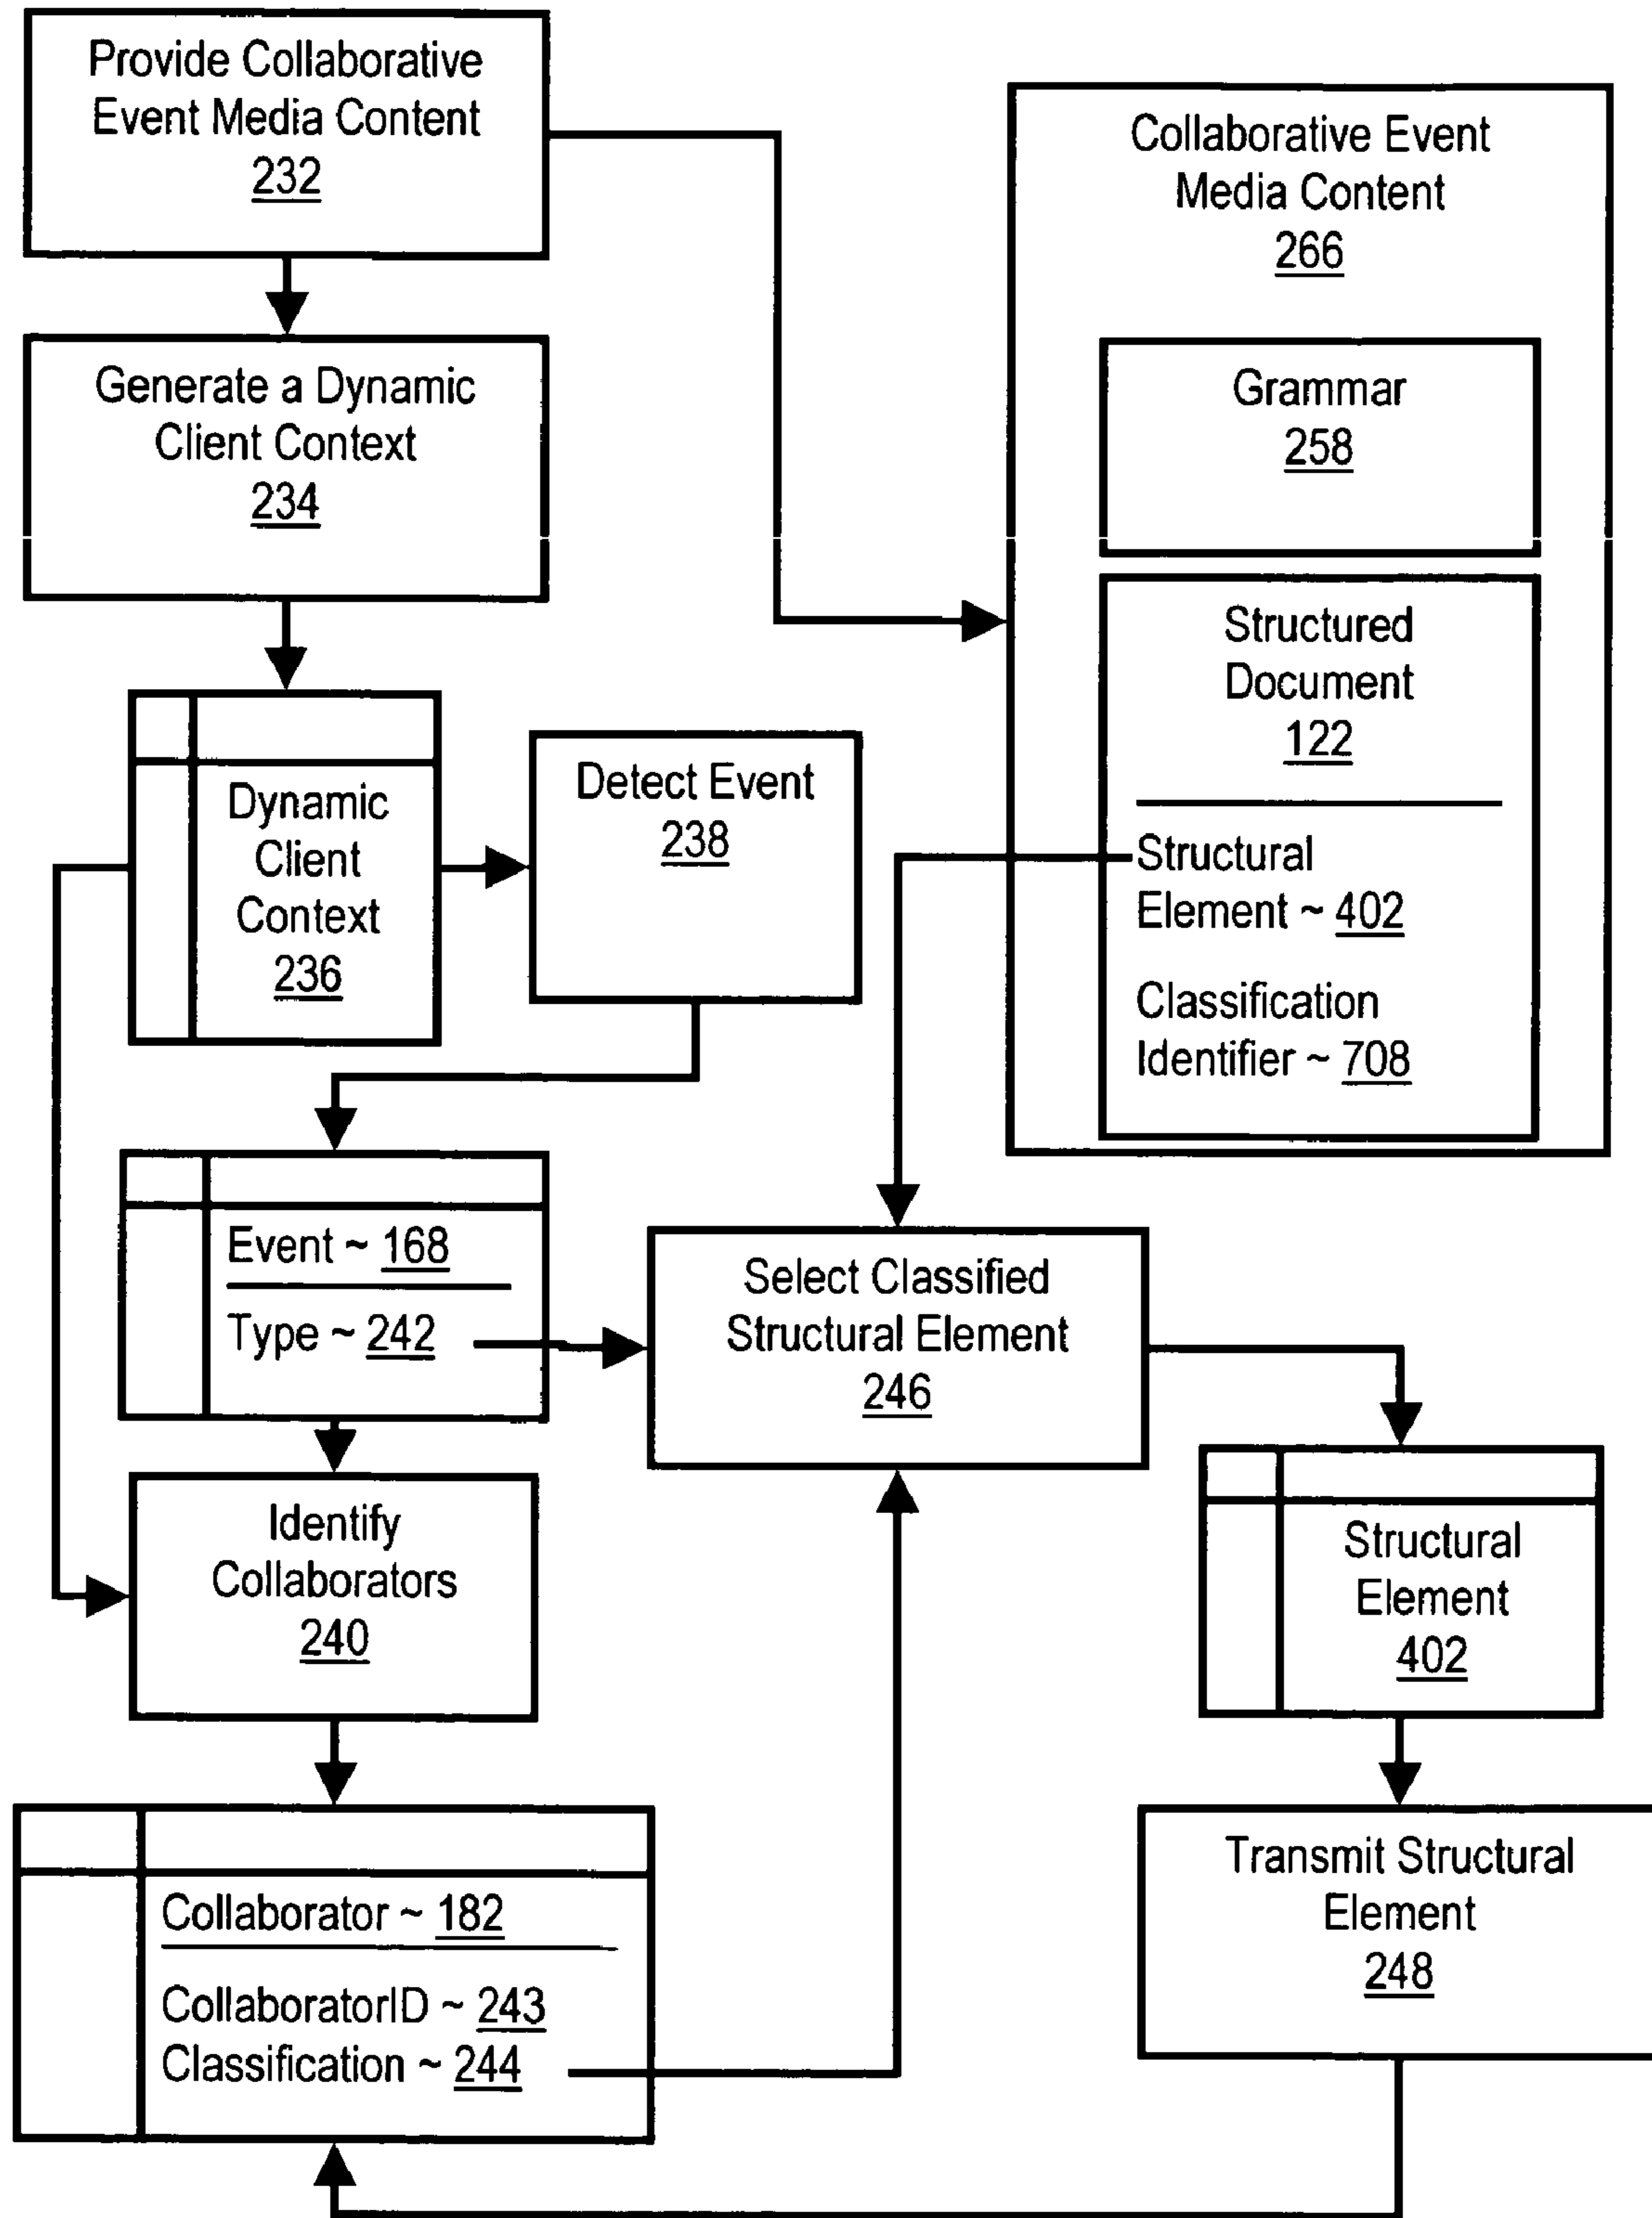 Provide Collaborative
Event Media Content
232
Generate a Dynamic
Client Context
234
Dynamic
Client
Context
236
Detect Event
238
Collaborative Event
Media Content
266
Grammar
258
Structured
Document
122
Structural
Element ~ 402
Classification
Identifier ~ 708
Event ~ 168
Type ~ 242
Select Classified
Structural Element
246
Identify
Collaborators
240
Structural
Element
402
Collaborator ~ 182
CollaboratorID ~ 243
Classification ~ 244
Transmit Structural
Element
248